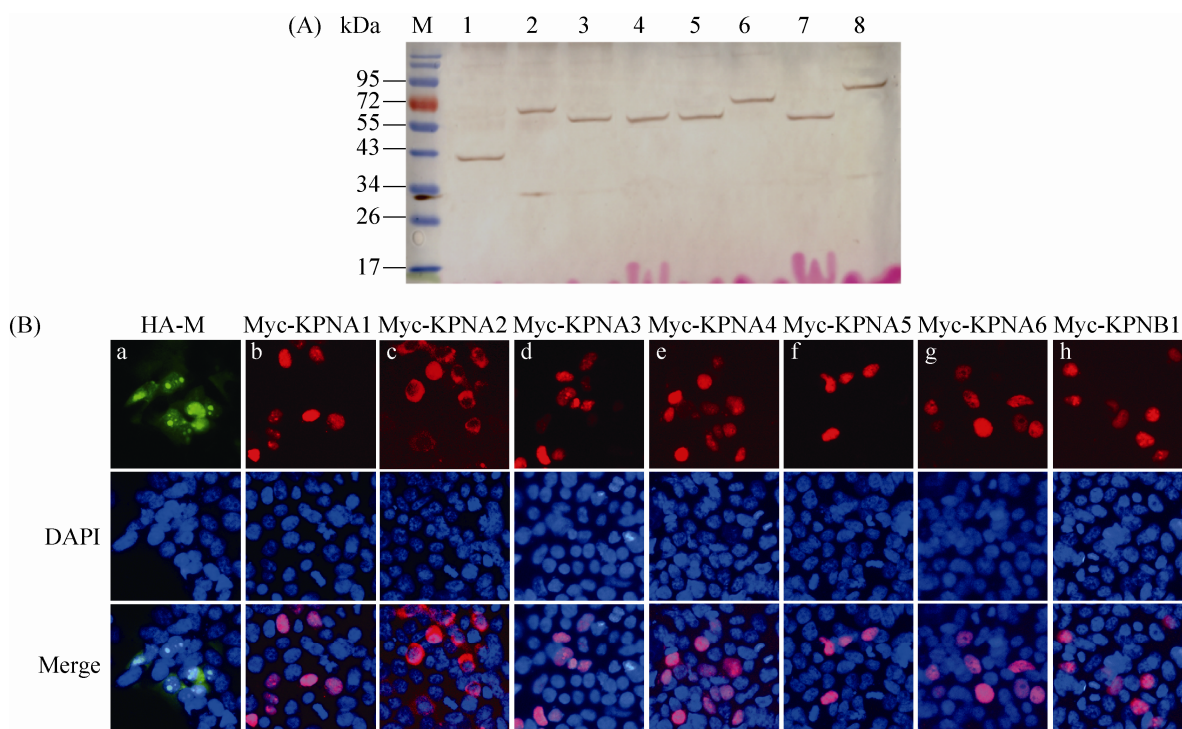 (A) kDa M 1 2 3 4 5 6 7 8
95
72
55
43
34
26
17
(B) HA-M Myc-KPNA1 Myc-KPNA2 Myc-KPNA3 Myc-KPNA4 Myc-KPNA5 Myc-KPNA6 Myc-KPNB1
a b c d e f g h
DAPI
Merge